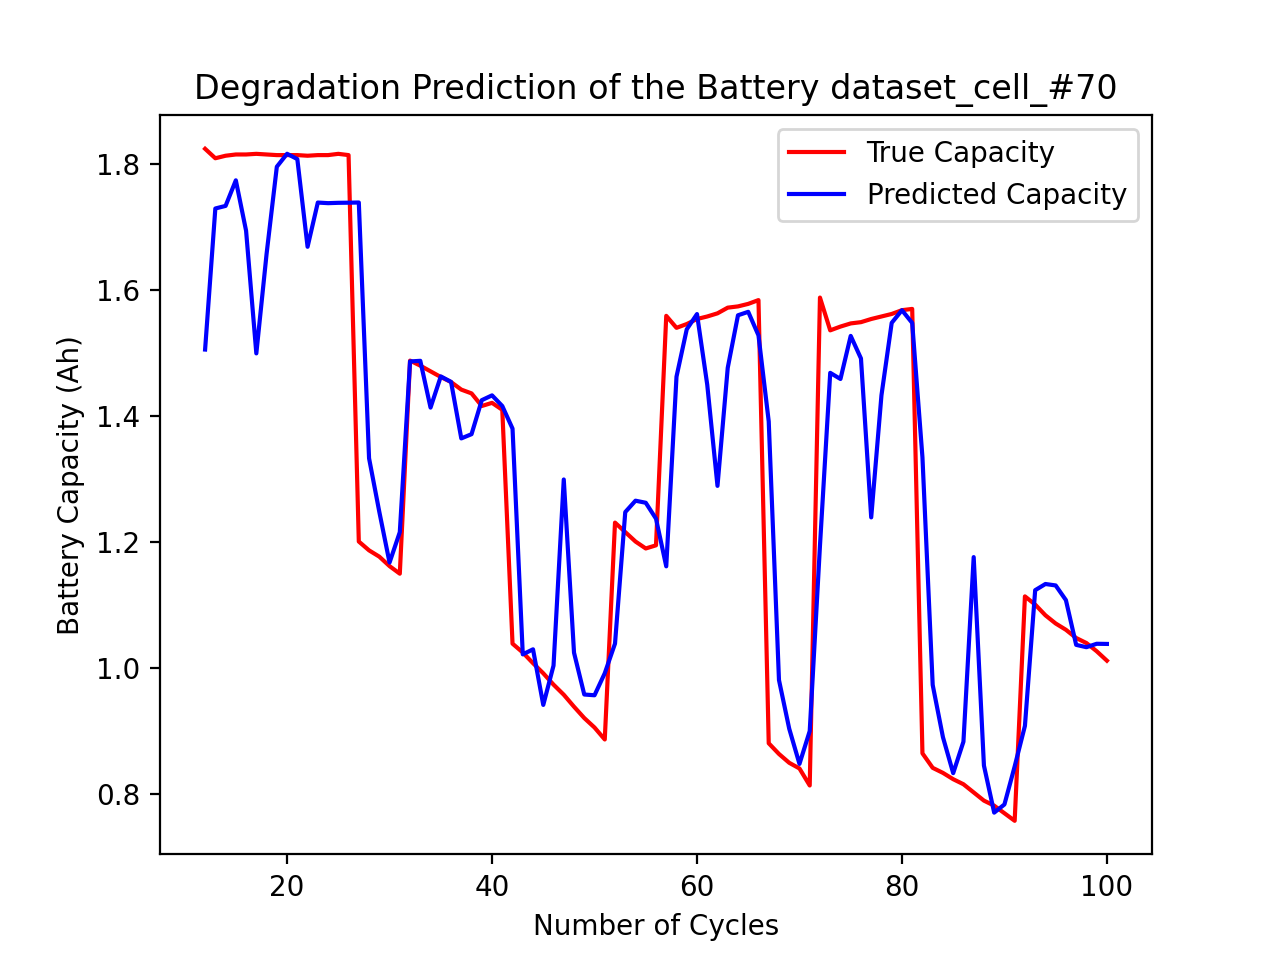 Degradation Prediction of the Battery dataset_cell_#70
True Capacity
Predicted Capacity
Battery Capacity (Ah)
1.8
1.6
1.4
1.2
1.0
0.8
20 40 60 80 100
Number of Cycles